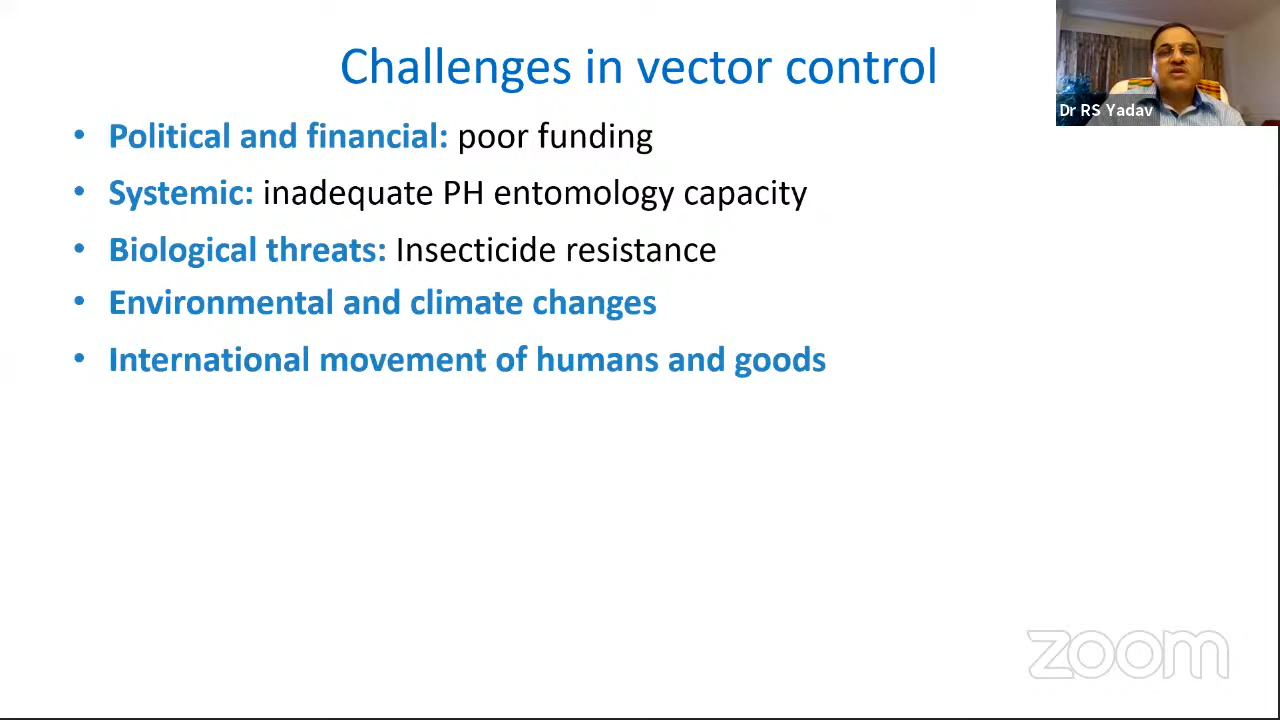 Challenges in vector control
Dr RS Yadav
• Political and financial: poor funding
• Systemic: inadequate PH entomology capacity
• Biological threats: Insecticide resistance
• Environmental and climate changes
• International movement of humans and goods
zoom